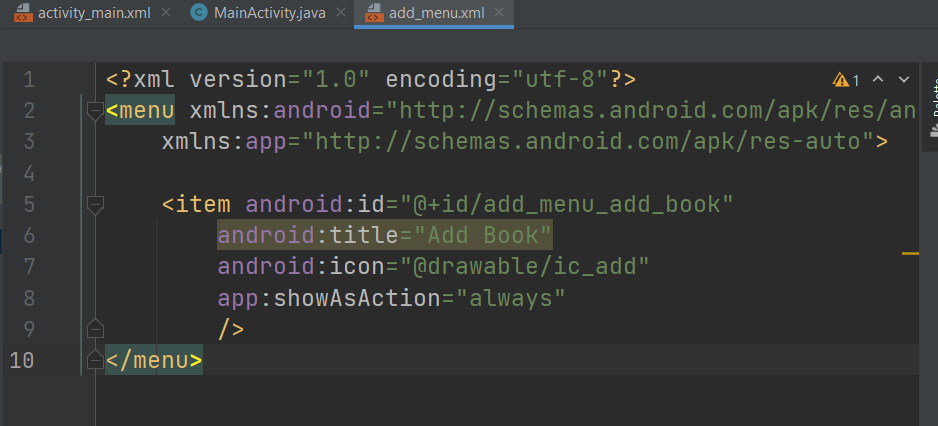 activity_main.xml MainActivity.java add_menu.xml
1 <?xml version="1.0" encoding="utf-8"?> 1
2 <menu xmlns:android="http://schemas.android.com/apk/res/an
3 xmlns:app="http://schemas.android.com/apk/res-auto">
4
5 <item android:id="@+id/add_menu_add_book"
6 android:title="Add Book"
7 android:icon="@drawable/ic_add"
8 app:showAsAction="always"
9 />
10 </menu>
Palette